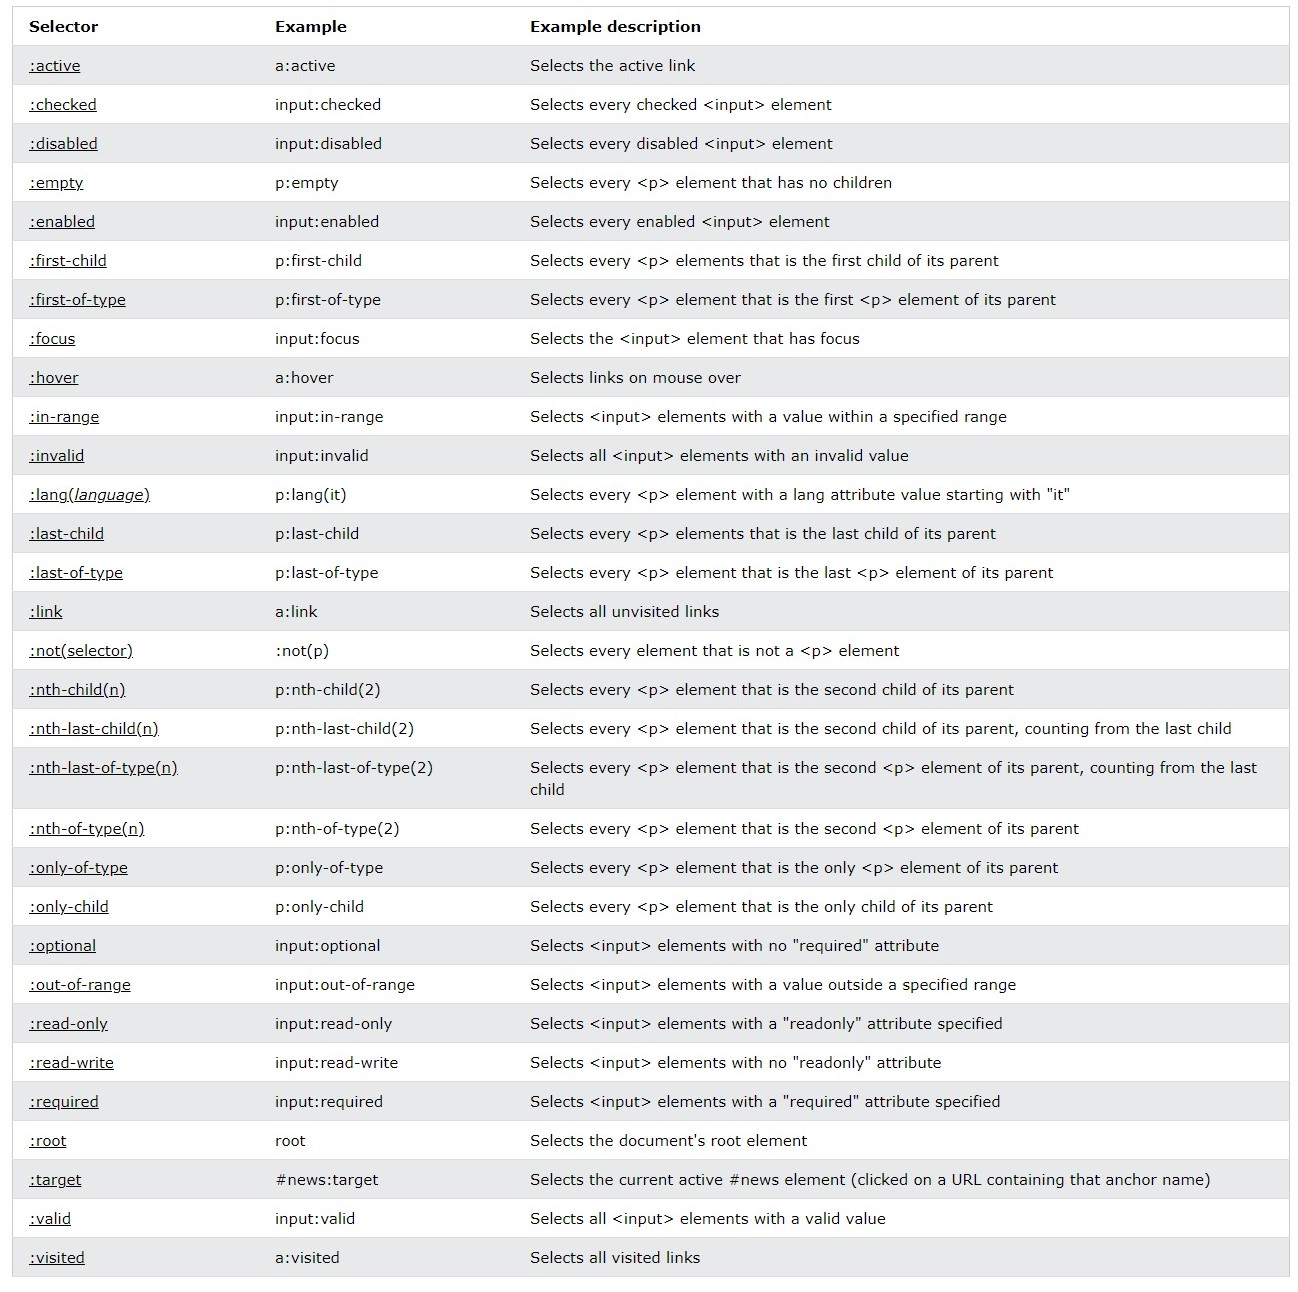 Selector Example Example description
:active a:active Selects the active link
:checked input:checked Selects every checked <input> element
:disabled input:disabled Selects every disabled <input> element
:empty p:empty Selects every <p> element that has no children
:enabled input:enabled Selects every enabled <input> element
:first-child p:first-child Selects every <p> elements that is the first child of its parent
:first-of-type p:first-of-type Selects every <p> element that is the first <p> element of its parent
:focus input:focus Selects the <input> element that has focus
:hover a:hover Selects links on mouse over
:in-range input:in-range Selects <input> elements with a value within a specified range
:invalid input:invalid Selects all <input> elements with an invalid value
:lang(language) p:lang(it) Selects every <p> element with a lang attribute value starting with "it"
:last-child p:last-child Selects every <p> elements that is the last child of its parent
:last-of-type p:last-of-type Selects every <p> element that is the last <p> element of its parent
:link a:link Selects all unvisited links
:not(selector) :not(p) Selects every element that is not a <p> element
:nth-child(n) p:nth-child(2) Selects every <p> element that is the second child of its parent
:nth-last-child(n) p:nth-last-child(2) Selects every <p> element that is the second child of its parent, counting from the last child
:nth-last-of-type(n) p:nth-last-of-type(2) Selects every <p> element that is the second <p> element of its parent, counting from the last
child
:nth-of-type(n) p:nth-of-type(2) Selects every <p> element that is the second <p> element of its parent
:only-of-type p:only-of-type Selects every <p> element that is the only <p> element of its parent
:only-child p:only-child Selects every <p> element that is the only child of its parent
:optional input:optional Selects <input> elements with no "required" attribute
:out-of-range input:out-of-range Selects <input> elements with a value outside a specified range
:read-only input:read-only Selects <input> elements with a "readonly" attribute specified
:read-write input:read-write Selects <input> elements with no "readonly" attribute
:required input:required Selects <input> elements with a "required" attribute specified
:root root Selects the document's root element
:target #news:target Selects the current active #news element (clicked on a URL containing that anchor name)
:valid input:valid Selects all <input> elements with a valid value
:visited a:visited Selects all visited links